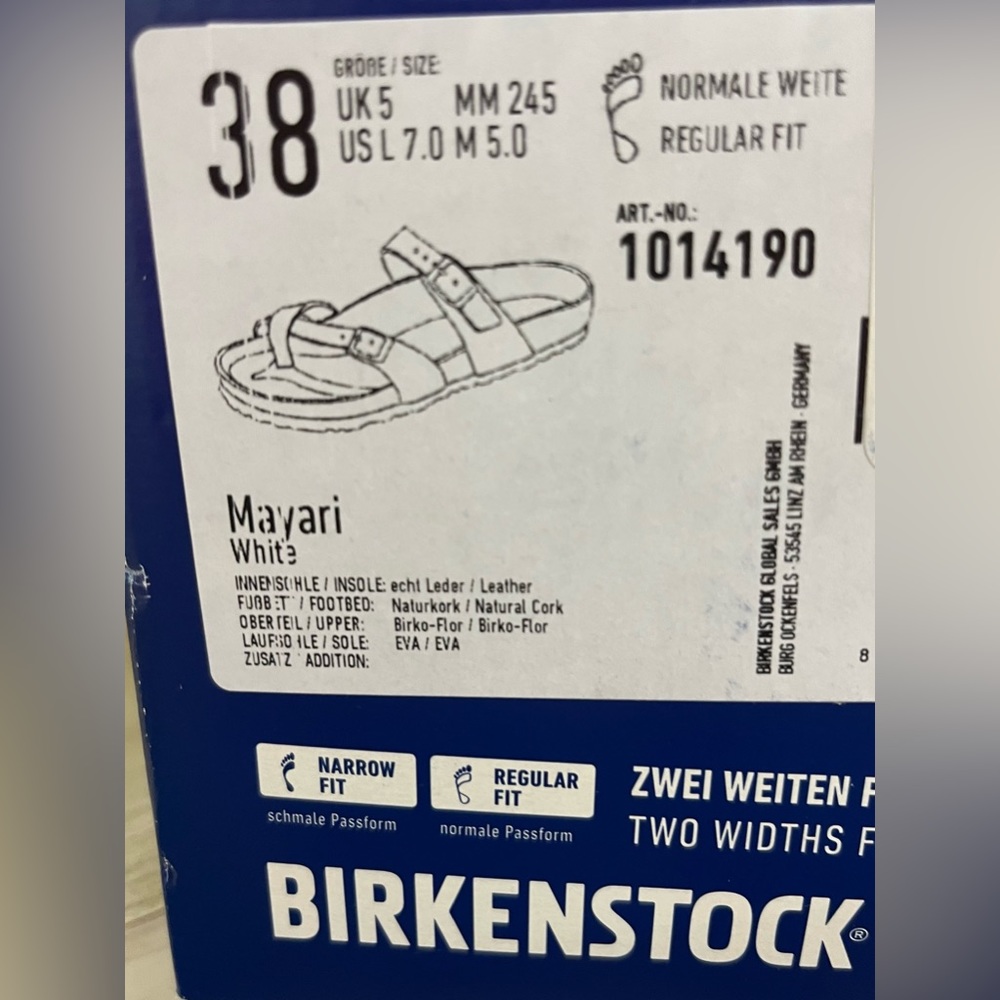 38
GRÖßE / SIZE:
UK 5 MM 245
US L 7.0 M 5.0
NORMALE WEITE
REGULAR FIT
ART.-NO.:
1014190
Mayari
White
INNENSOHLE / INSOLE: echt Leder / Leather
FUßBETT / FOOTBED: Naturkork / Natural Cork
OBERTEIL / UPPER: Birko-Flor / Birko-Flor
LAUFSOHLE / SOLE: EVA / EVA
ZUSATZ ADDITION:
BIRKENSTOCK GLOBAL SALES GMBH
BURG OCKENFELS - 53545 LINZ AM RHEIN - GERMANY
8
NARROW
FIT
schmale Passform
REGULAR
FIT
normale Passform
ZWEI WEITEN F
TWO WIDTHS F
BIRKENSTOCK®